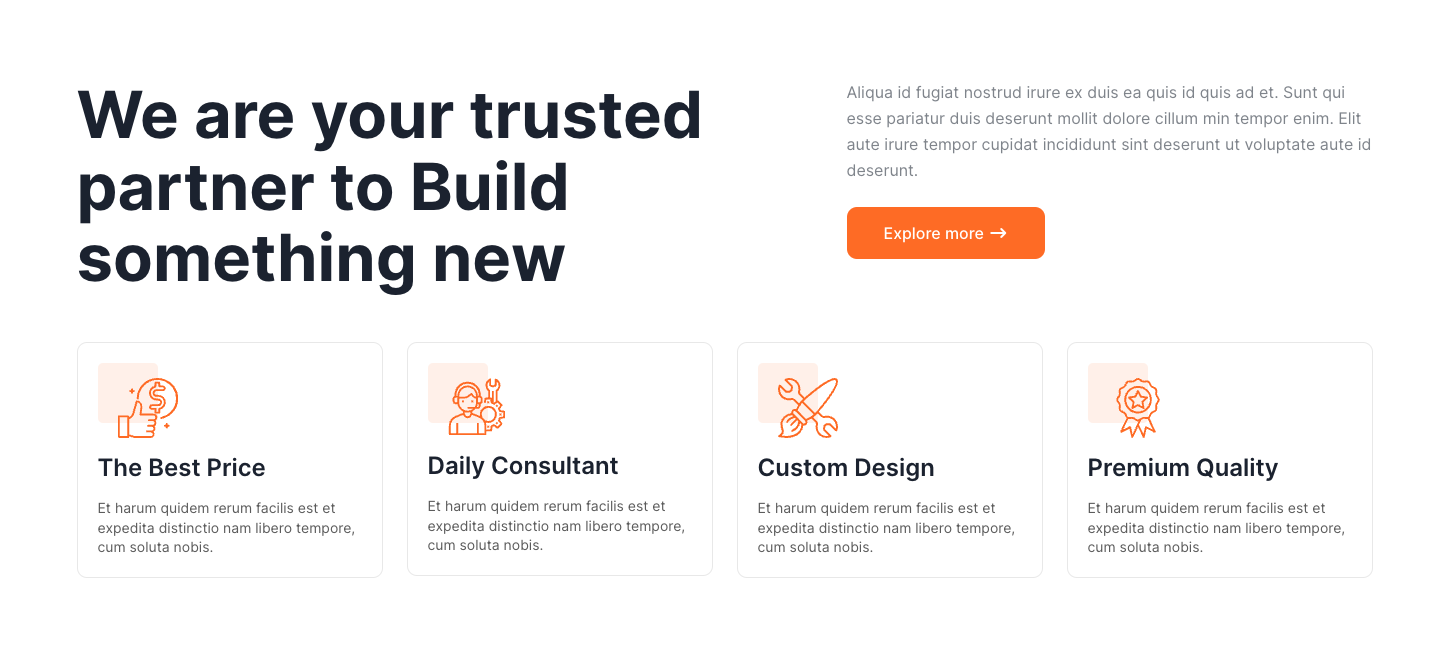 We are your trusted
partner to Build
something new
Aliqua id fugiat nostrud irure ex duis ea quis id quis ad et. Sunt qui
esse pariatur duis deserunt mollit dolore cillum min tempor enim. Elit
aute irure tempor cupidat incididunt sint deserunt ut voluptate aute id
deserunt.
Explore more →
The Best Price
Et harum quidem rerum facilis est et
expedita distinctio nam libero tempore,
cum soluta nobis.
Daily Consultant
Et harum quidem rerum facilis est et
expedita distinctio nam libero tempore,
cum soluta nobis.
Custom Design
Et harum quidem rerum facilis est et
expedita distinctio nam libero tempore,
cum soluta nobis.
Premium Quality
Et harum quidem rerum facilis est et
expedita distinctio nam libero tempore,
cum soluta nobis.